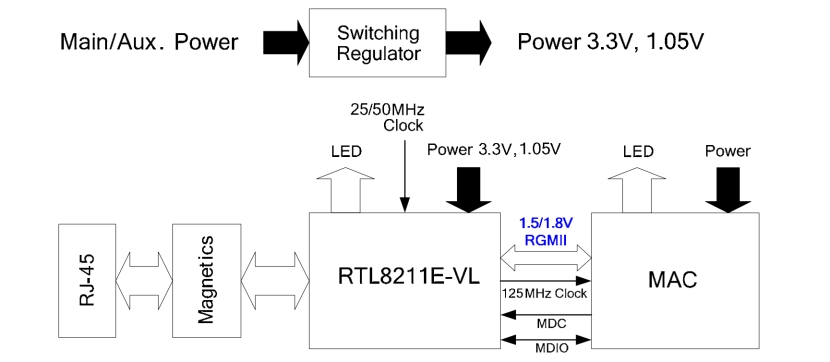 Main/Aux. Power
Switching
Regulator
Power 3.3V, 1.05V
25/50MHz
Clock
LED
Power 3.3V,1.05V
LED
Power
RJ-45
Magnetics
RTL8211E-VL
1.5/1.8V
RGMII
125MHz Clock
MDC
MDIO
MAC